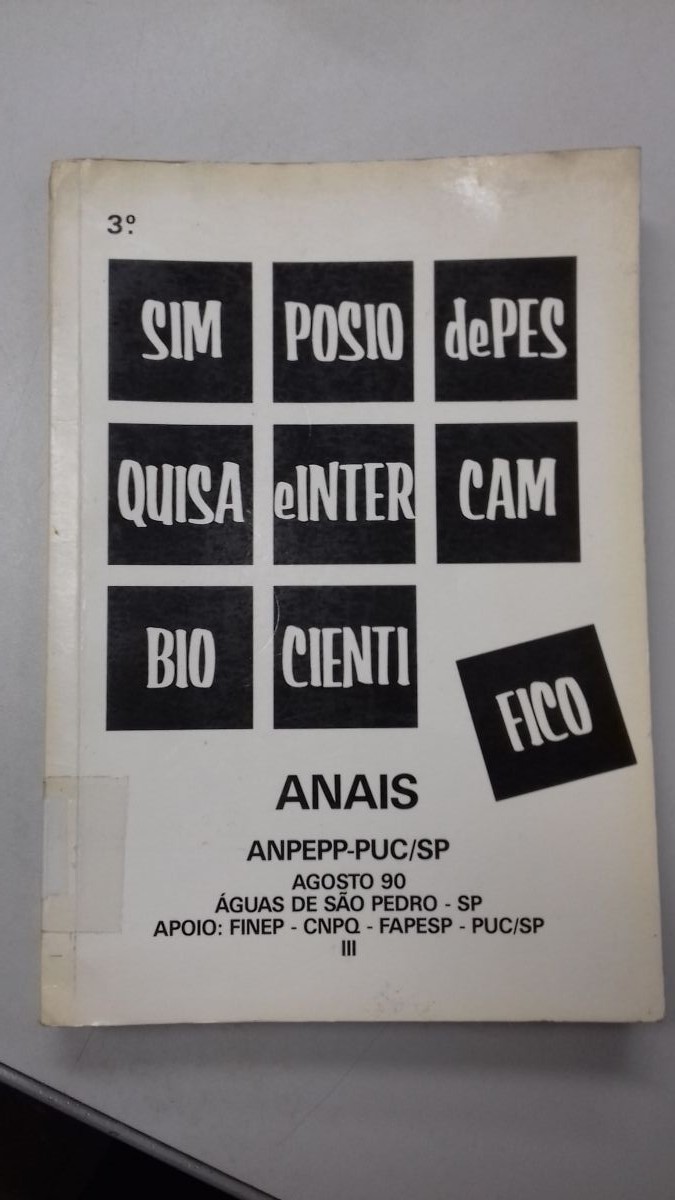 3º.
SIM POSIO dePES
QUISA eINTER CAM
BIO CIENTI FICO
ANAIS
ANPEPP-PUC/SP
AGOSTO 90
ÁGUAS DE SÃO PEDRO - SP
APOIO: FINEP - CNPQ - FAPESP - PUC/SP
III